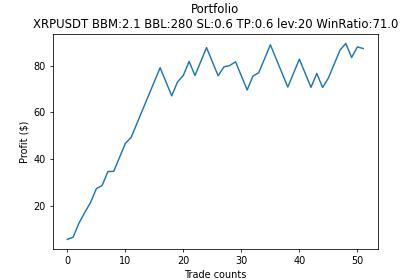 Portfolio
XRPUSDT BBM:2.1 BBL:280 SL:0.6 TP:0.6 lev:20 WinRatio:71.0
80
60
40
20
Profit ($)
0 10 20 30 40 50
Trade counts